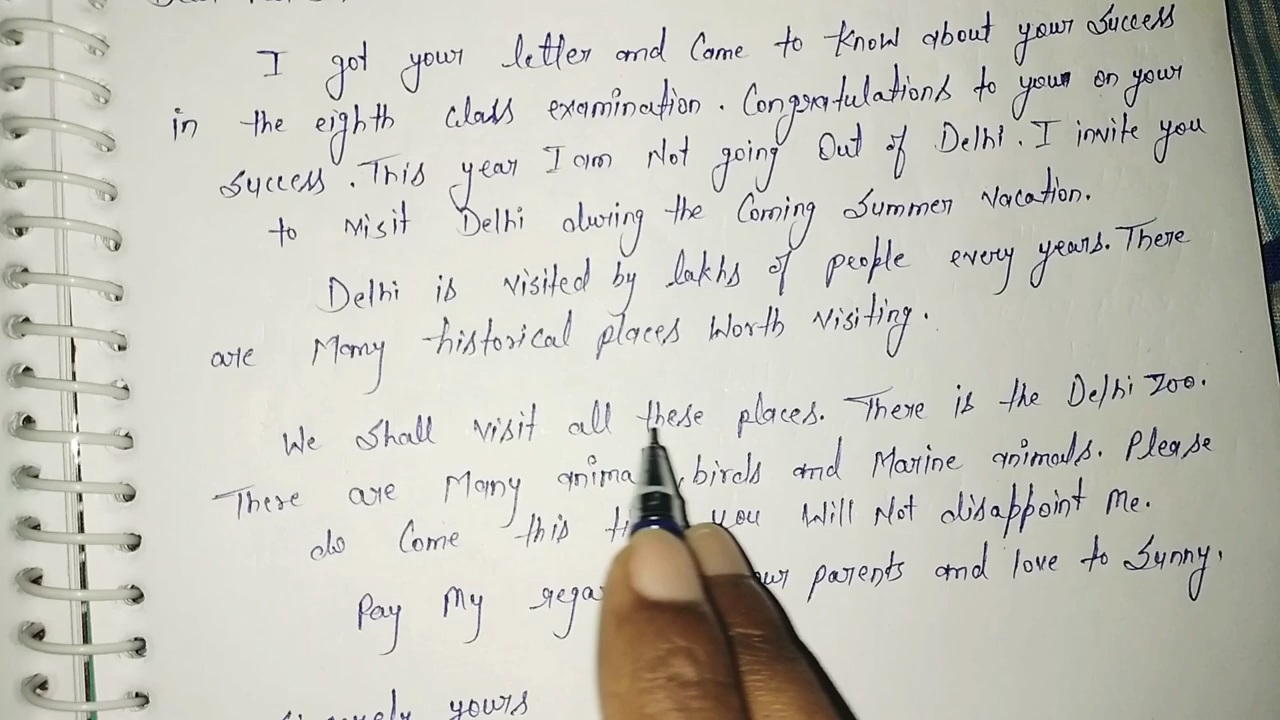 I got your letter and Come to Know about your Success
in the eighth Class examination. Congratulations to your on your
Success. This year I am Not going Out of Delhi. I invite you
to visit Delhi during the Coming Summer vacation.
Delhi is visited by lakhs of people every years. There
are Many historical places Worth visiting.
We Shall visit all these places. There is the Delhi Zoo.
There are Many birds and Marine animals. Please
do Come this you Will Not disappoint Me.
Pay My parents and love to Sunny.
yours